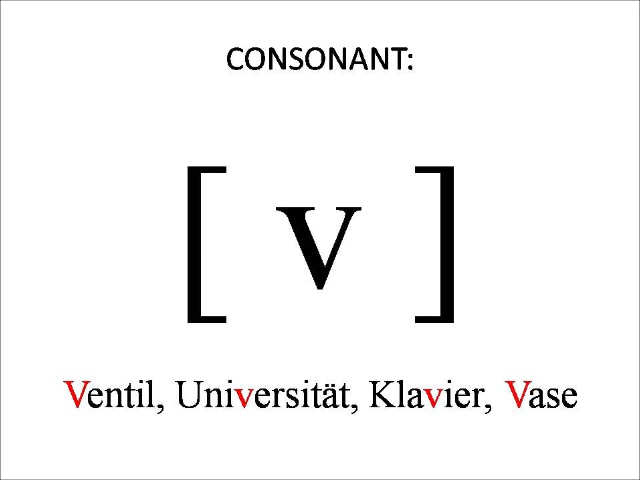 CONSONANT:
[ v ]
Ventil, Universität, Klavier, Vase